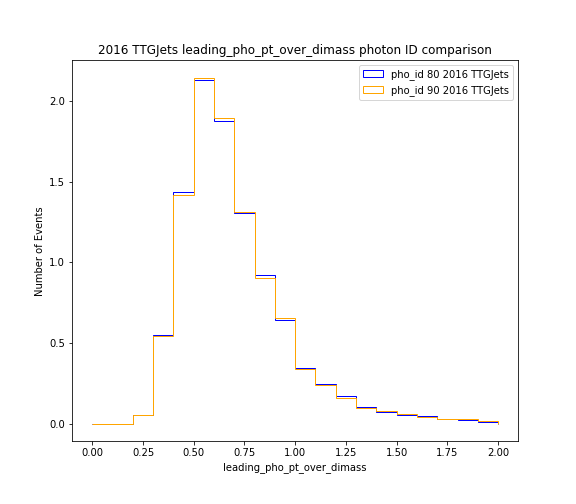 2016 TTGJets leading_pho_pt_over_dimass photon ID comparison
pho_id 80 2016 TTGJets
pho_id 90 2016 TTGJets
Number of Events
2.0
1.5
1.0
0.5
0.0
0.00 0.25 0.50 0.75 1.00 1.25 1.50 1.75 2.00
leading_pho_pt_over_dimass